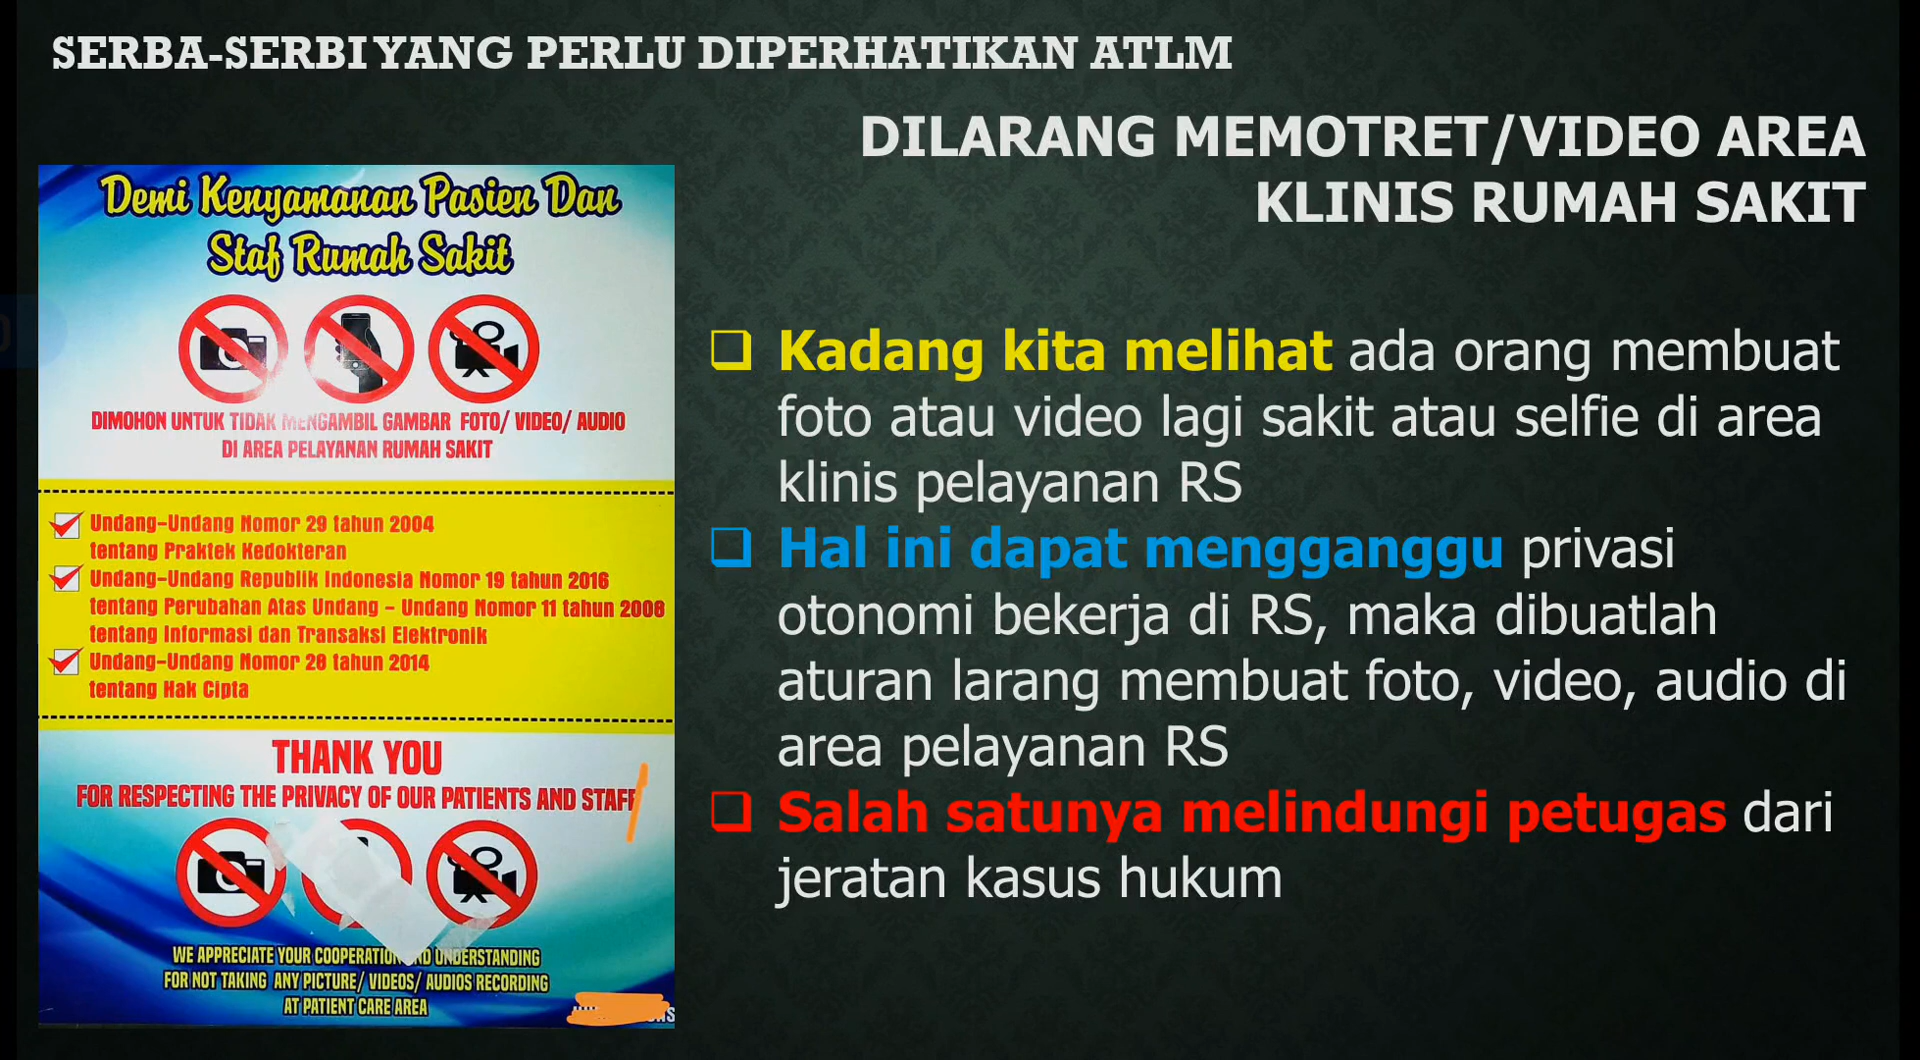 SERBA-SERBI YANG PERLU DIPERHATIKAN ATLM
DILARANG MEMOTRET/VIDEO AREA
KLINIS RUMAH SAKIT
Demi Kenyamanan Pasien Dan
Staf Rumah Sakit
DIMOHON UNTUK TIDAK MENGAMBIL GAMBAR FOTO/ VIDEO/ AUDIO
DI AREA PELAYANAN RUMAH SAKIT
Undang-Undang Nomor 29 tahun 2004
tentang Praktek Kedokteran
Undang-Undang Republik Indonesia Nomor 19 tahun 2016
tentang Perubahan Atas Undang - Undang Nomor 11 tahun 2008
tentang Informasi dan Transaksi Elektronik
Undang-Undang Nomor 28 tahun 2014
tentang Hak Cipta
THANK YOU
FOR RESPECTING THE PRIVACY OF OUR PATIENTS AND STAFF
WE APPRECIATE YOUR COOPERATION AND UNDERSTANDING
FOR NOT TAKING ANY PICTURE/ VIDEOS/ AUDIOS RECORDING
AT PATIENT CARE AREA
❑ Kadang kita melihat ada orang membuat
foto atau video lagi sakit atau selfie di area
klinis pelayanan RS
❑ Hal ini dapat mengganggu privasi
otonomi bekerja di RS, maka dibuatlah
aturan larang membuat foto, video, audio di
area pelayanan RS
❑ Salah satunya melindungi petugas dari
jeratan kasus hukum